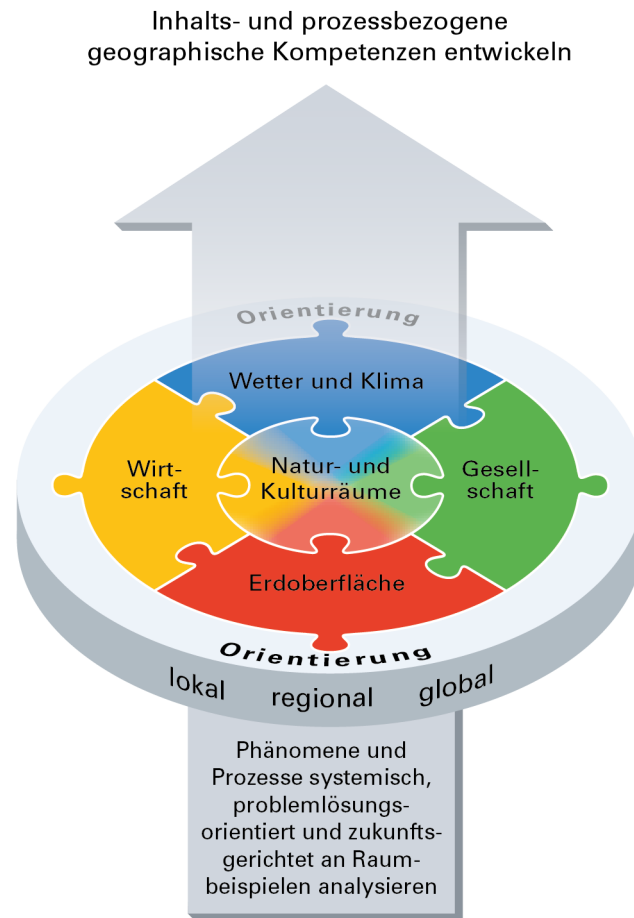 Inhalts- und prozessbezogene
geographische Kompetenzen entwickeln
Orientierung
Wetter und Klima
Wirt-
schaft
Natur- und
Kulturräume
Gesell-
schaft
Erdoberfläche
Orientierung
lokal regional global
Phänomene und
Prozesse systemisch,
problemlösungs-
orientiert und zukunfts-
gerichtet an Raum-
beispielen analysieren